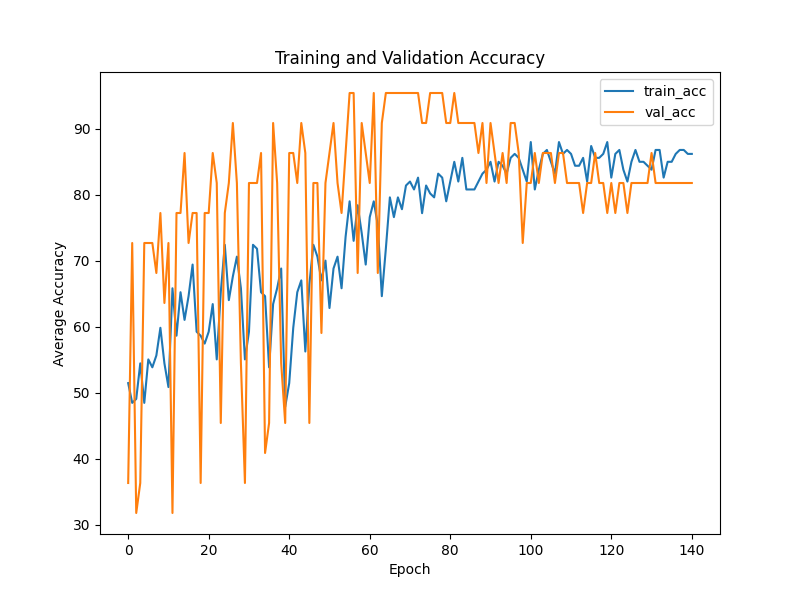 Training and Validation Accuracy
train_acc
val_acc
90
80
70
60
50
40
30
Average Accuracy
0 20 40 60 80 100 120 140
Epoch